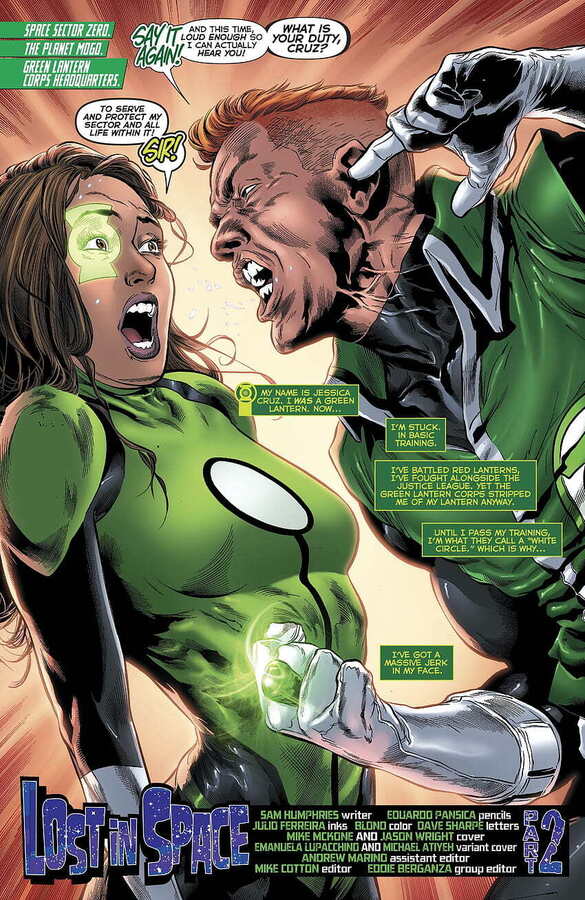 SPACE SECTOR ZERO.
THE PLANET MOGO.
GREEN LANTERN
CORPS HEADQUARTERS.
SAY IT
AGAIN!
AND THIS TIME,
LOUD ENOUGH SO
I CAN ACTUALLY
HEAR YOU!
WHAT IS
YOUR DUTY,
CRUZ?
TO SERVE
AND PROTECT MY
SECTOR AND ALL
LIFE WITHIN IT!
SIR!
MY NAME IS JESSICA
CRUZ. I WAS A GREEN
LANTERN. NOW...
I'M STUCK.
IN BASIC
TRAINING.
I'VE BATTLED RED LANTERNS,
I'VE FOUGHT ALONGSIDE THE
JUSTICE LEAGUE. YET THE
GREEN LANTERN CORPS STRIPPED
ME OF MY LANTERN ANYWAY.
UNTIL I PASS MY TRAINING,
I'M WHAT THEY CALL A "WHITE
CIRCLE." WHICH IS WHY...
I'VE GOT A
MASSIVE JERK
IN MY FACE.
LOST IN SPACE
SAM HUMPHRIES writer EDUARDO PANSICA pencils
JULIO FERREIRA inks BLOND color DAVE SHARPE letters
MIKE MCKONE AND JASON WRIGHT cover
EMANUELA LUPACCHINO AND MICHAEL ATIYEH variant cover
ANDREW MARINO assistant editor
MIKE COTTON editor EDDIE BERGANZA group editor
PART 2